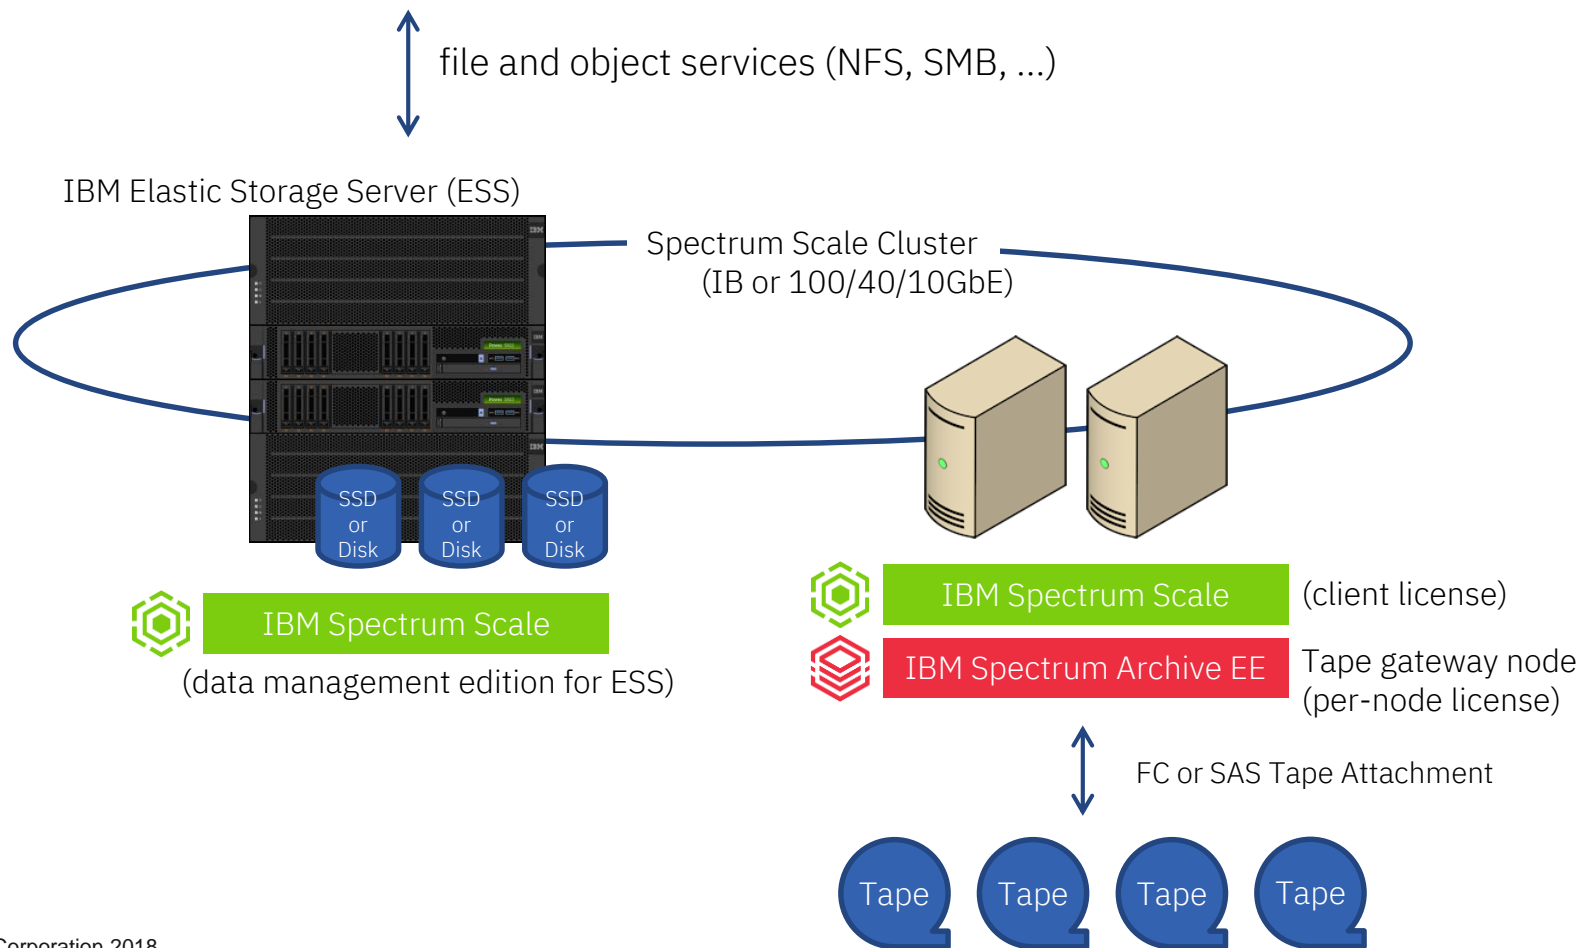 file and object services (NFS, SMB, ...)
IBM Elastic Storage Server (ESS)
Spectrum Scale Cluster
(IB or 100/40/10GbE)
SSD
or
Disk
SSD
or
Disk
SSD
or
Disk
IBM Spectrum Scale
(data management edition for ESS)
IBM Spectrum Scale
(client license)
IBM Spectrum Archive EE
Tape gateway node
(per-node license)
FC or SAS Tape Attachment
Tape
Tape
Tape
Tape
Corporation 2018